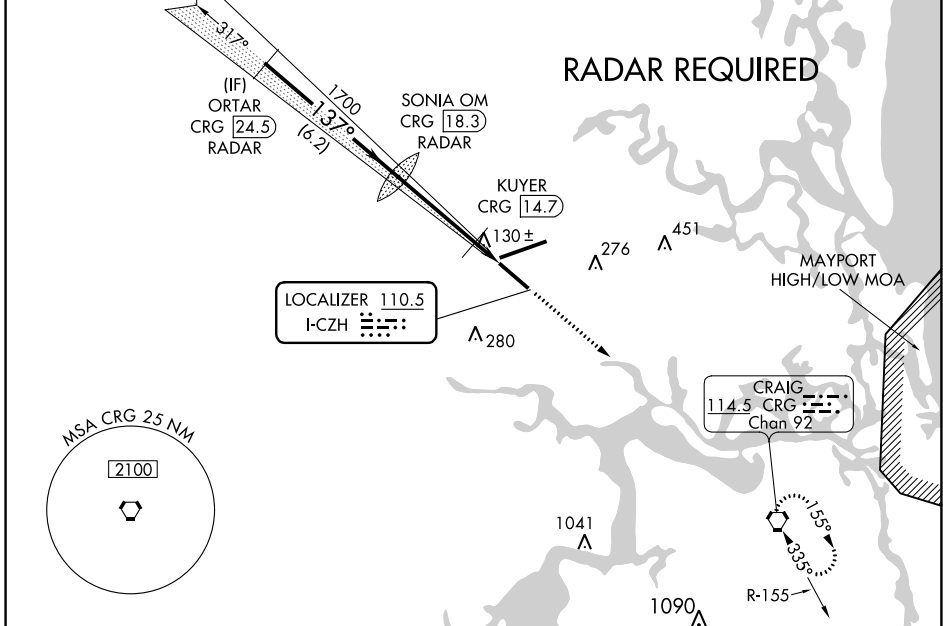 317°
RADAR REQUIRED
(IF)
ORTAR
CRG 24.5
RADAR
1700
137°
(6.2)
SONIA OM
CRG 18.3
RADAR
KUYER
CRG 14.7
130 ±
276
451
MAYPORT
HIGH/LOW MOA
LOCALIZER 110.5
I-CZH
280
CRAIG
114.5 CRG
Chan 92
MSA CRG 25 NM
2100
1041
155°
335°
R-155
1090